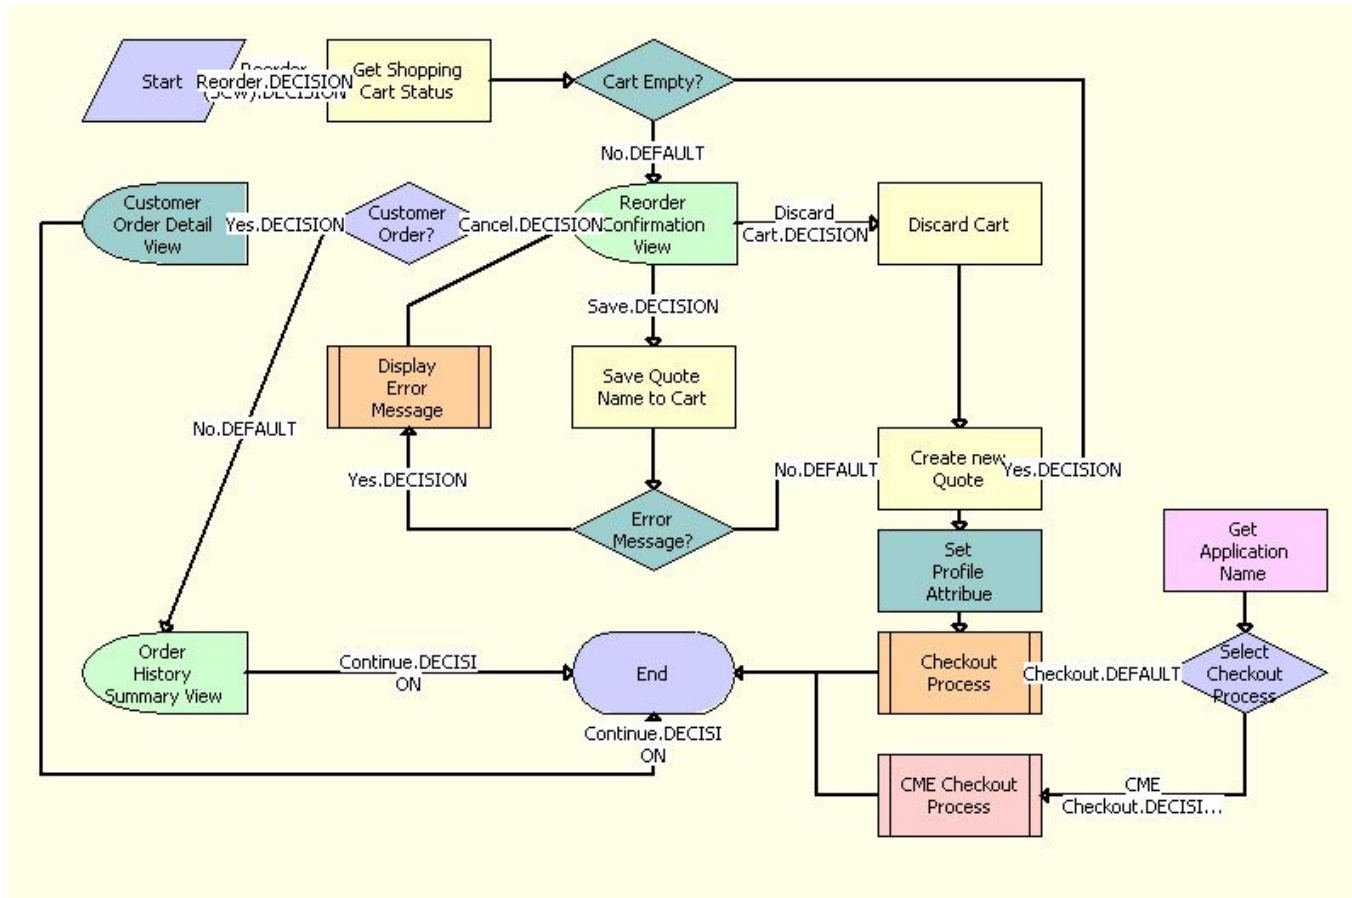 Start
Reorder
Reorder.DECISION
(SCW).DECISION
Get Shopping
Cart Status
Cart Empty?
No.DEFAULT
Customer
Order Detail
View
Yes.DECISION
Customer
Order?
Cancel.DECISION
Reorder
Confirmation
View
Discard
Cart.DECISION
Discard Cart
Save.DECISION
Display
Error
Message
Save Quote
Name to Cart
No.DEFAULT
Yes.DECISION
No.DEFAULT
Create new
Quote
Yes.DECISION
Error
Message?
Set
Profile
Attribue
Get
Application
Name
Order
History
Summary View
Continue.DECISI
ON
End
Checkout
Process
Checkout.DEFAULT
Select
Checkout
Process
Continue.DECISI
ON
CME Checkout
Process
CME
Checkout.DECISI...